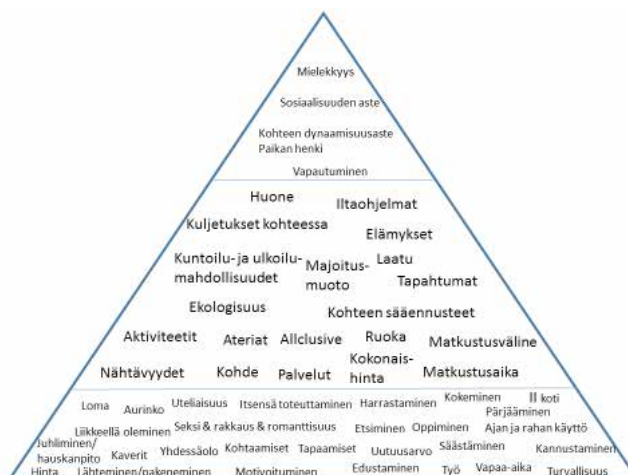 Mielekkyys
Sosiaalisuuden aste
Kohteen dynaamisuusaste
Paikan henki
Vapautuminen
Huone
Iltaohjelmat
Kuljetukset kohteessa
Elämykset
Kuntoilu- ja ulkoilu-
mahdollisuudet
Majoitus-
muoto
Laatu
Tapahtumat
Ekologisuus
Kohteen sääennusteet
Aktiviteetit
Ateriat
Allclusive
Ruoka
Matkustusväline
Nähtävyydet
Kohde
Palvelut
Kokonais-
hinta
Matkustusaika
Loma
Aurinko
Uteliaisuus
Itsensä toteuttaminen
Harrastaminen
Kokeminen
II koti
Pärjääminen
Liikkeellä oleminen
Seksi & rakkaus & romanttisuus
Etsiminen
Oppiminen
Ajan ja rahan käyttö
Juhliminen/
hauskanpito
Kaverit
Yhdessäolo
Kohtaamiset
Tapaamiset
Uutuusarvo
Säästäminen
Kannustaminen
Hinta
Lähteminen/pakeneminen
Motivoituminen
Edustaminen
Työ
Vapaa-aika
Turvallisuus